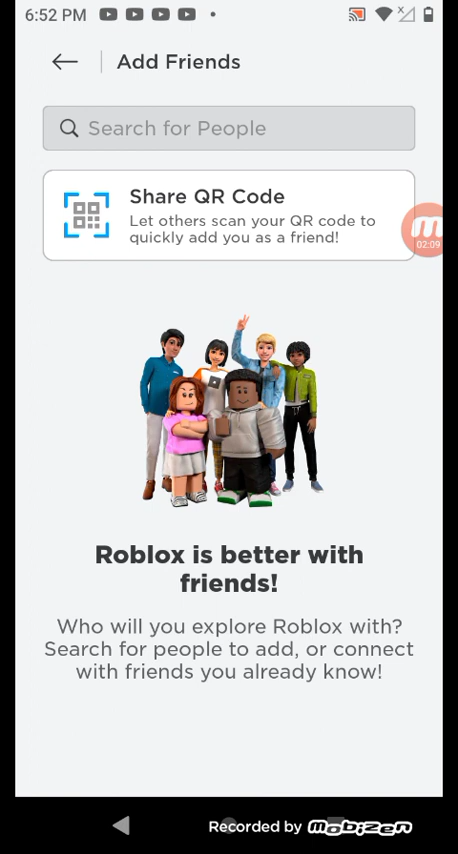 6:52 PM
Add Friends
Search for People
Share QR Code
Let others scan your QR code to
quickly add you as a friend!
02:09
Roblox is better with
friends!
Who will you explore Roblox with?
Search for people to add, or connect
with friends you already know!
Recorded by mobizen